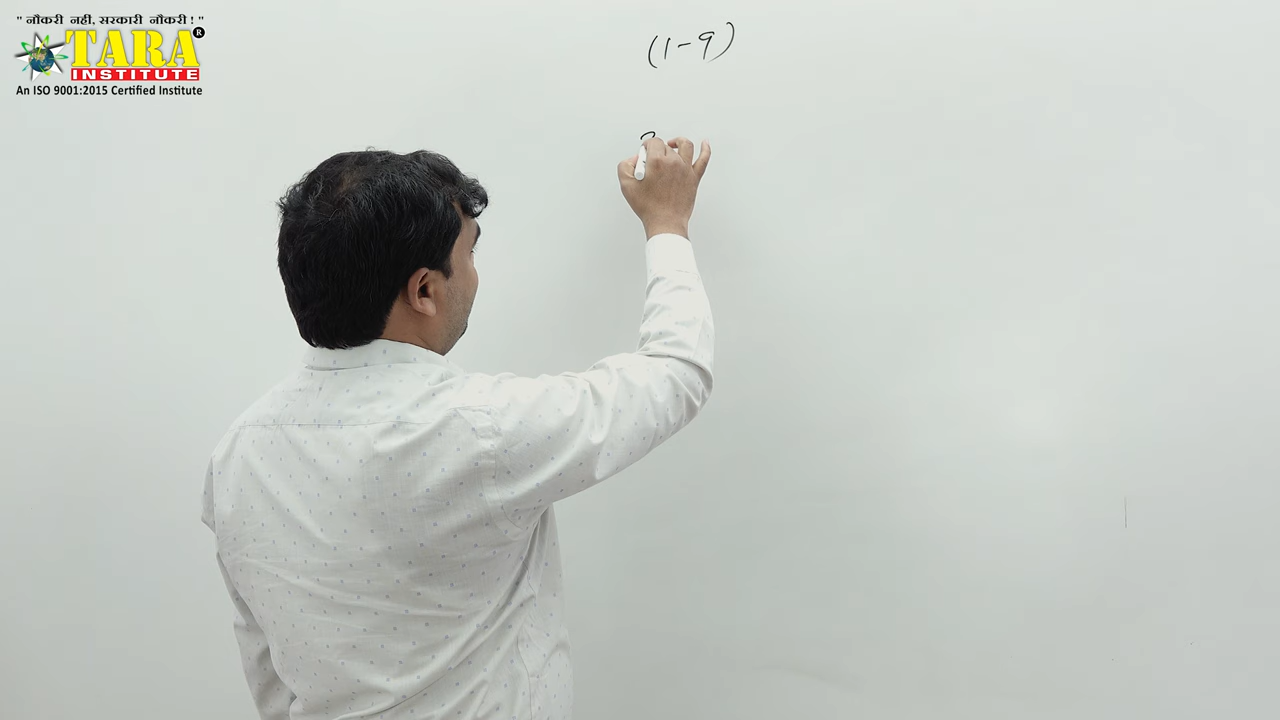 " नौकरी नहीं, सरकारी नौकरी ! "
TARA ®
INSTITUTE
An ISO 9001:2015 Certified Institute
(1-9)